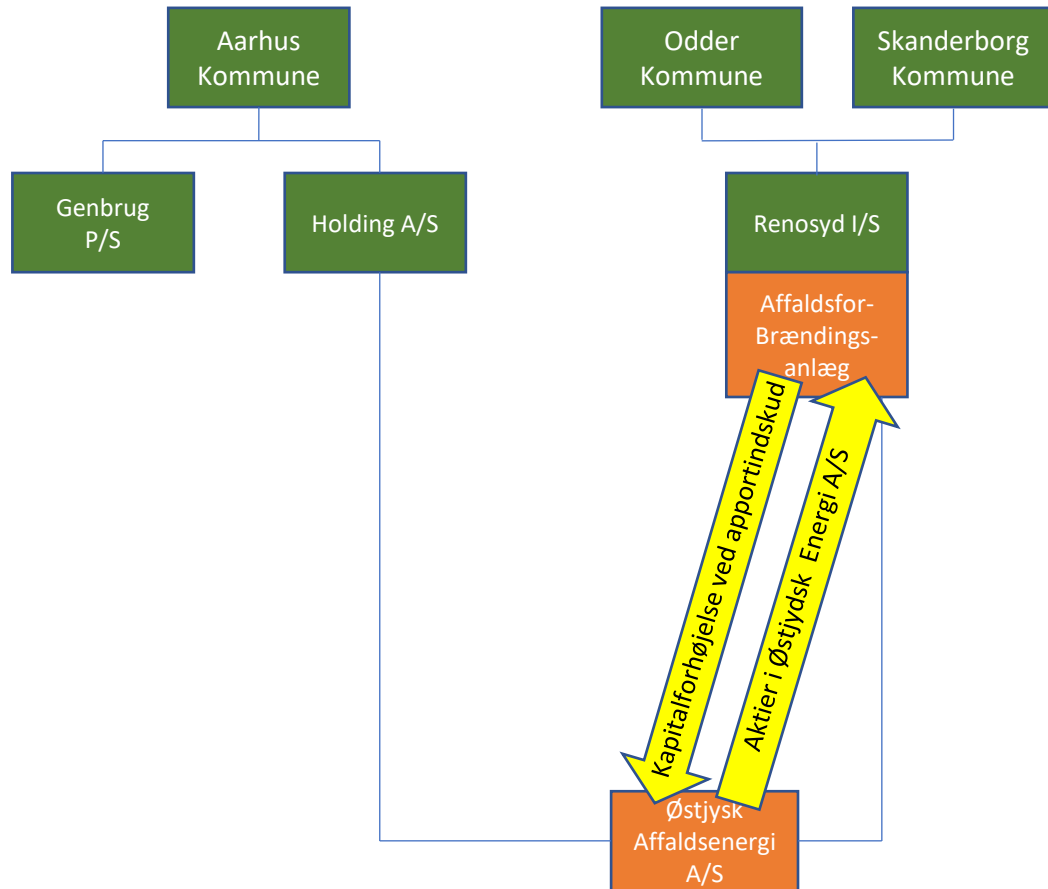 Aarhus
Kommune
Odder
Kommune
Skanderborg
Kommune
Genbrug
P/S
Holding A/S
Renosyd I/S
Affaldsfor-
Brændings-
anlæg
Kapitalforhøjelse ved apportindskud
Aktier i Østjydsk Energi A/S
Østjysk
Affaldsenergi
A/S